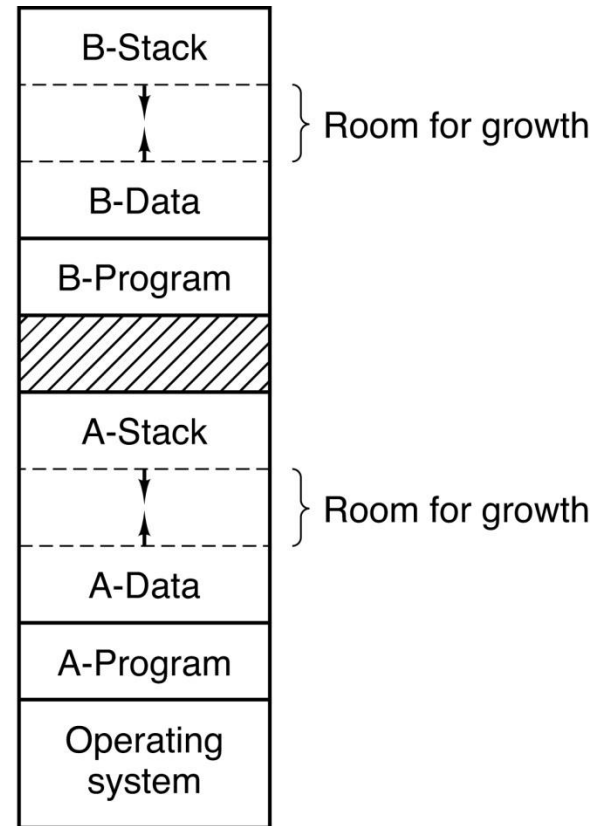 B-Stack
Room for growth
B-Data
B-Program
A-Stack
Room for growth
A-Data
A-Program
Operating
system